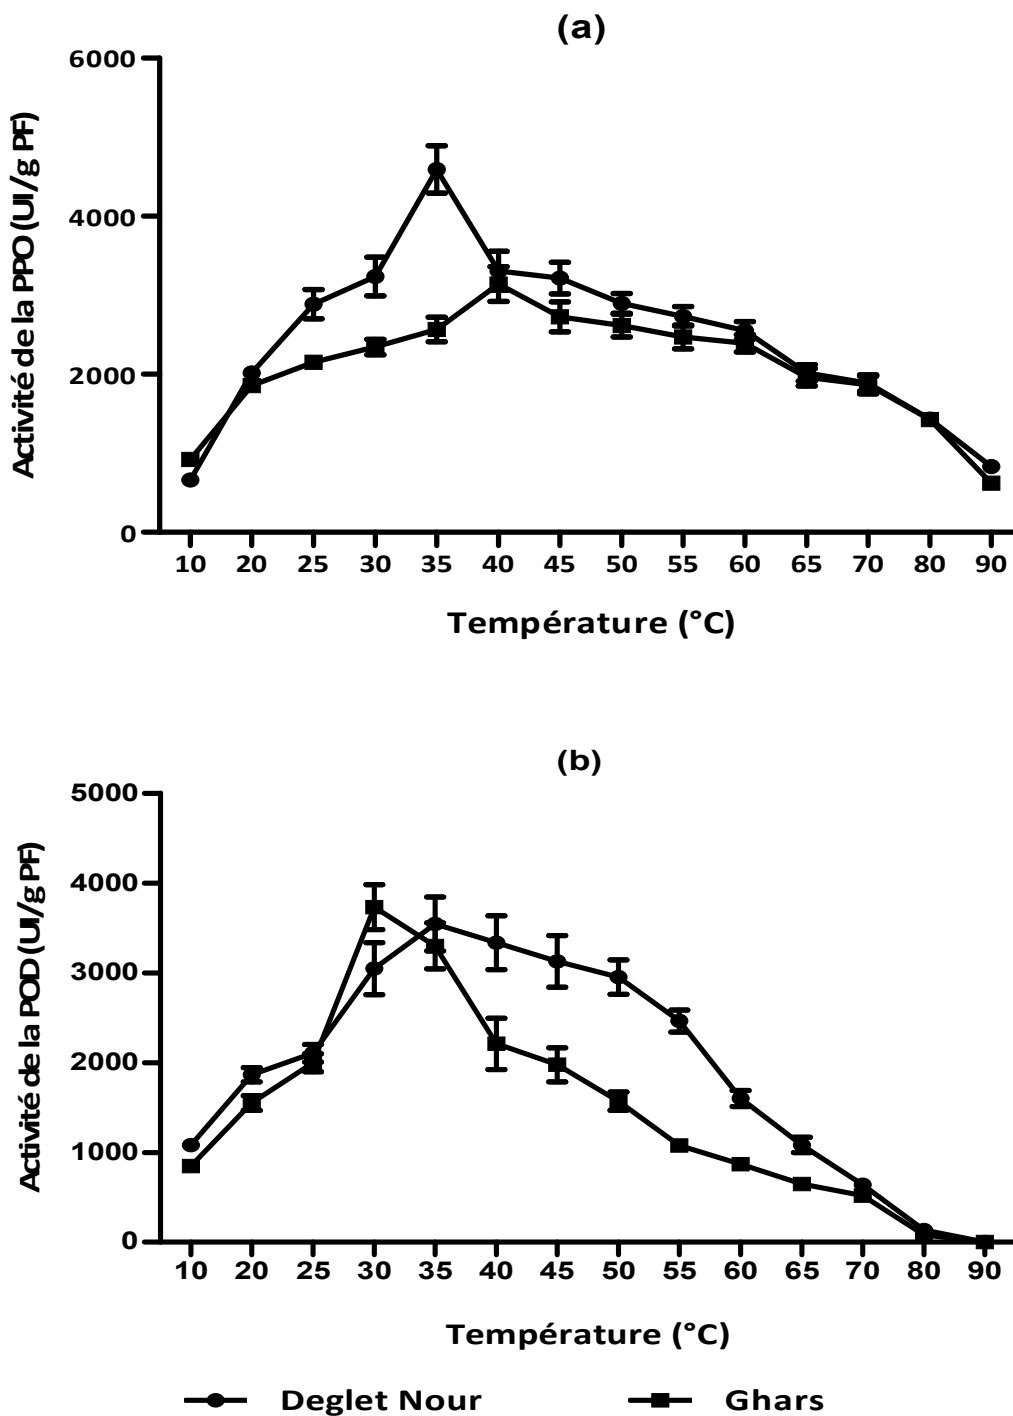 (a)
Activité de la PPO (UI/g PF)
6000
4000
2000
0
10 20 25 30 35 40 45 50 55 60 65 70 80 90
Température (°C)
(b)
Activité de la POD (UI/g PF)
5000
4000
3000
2000
1000
0
10 20 25 30 35 40 45 50 55 60 65 70 80 90
Température (°C)
Deglet Nour Ghars